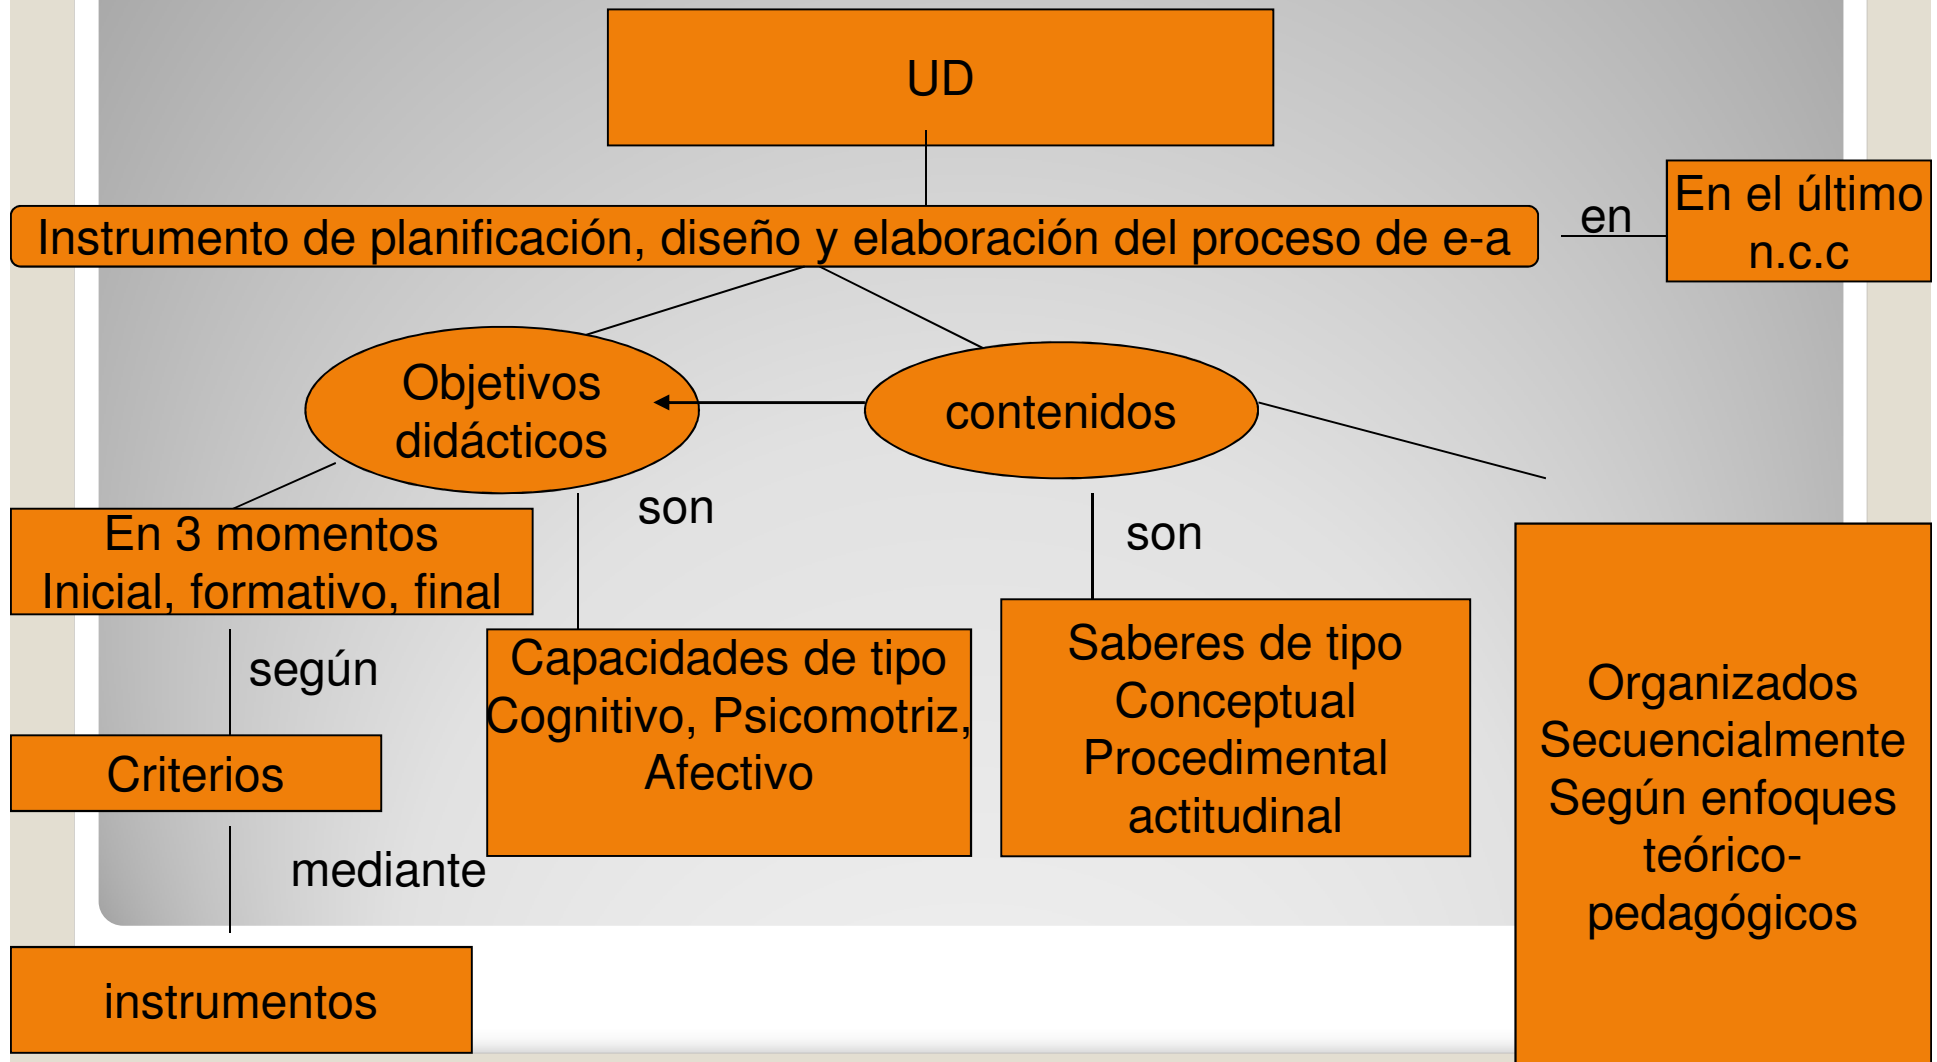 UD
Instrumento de planificación, diseño y elaboración del proceso de e-a
en
En el último
n.c.c
Objetivos
didácticos
contenidos
son
son
En 3 momentos
Inicial, formativo, final
según
Capacidades de tipo
Cognitivo, Psicomotriz,
Afectivo
Saberes de tipo
Conceptual
Procedimental
actitudinal
Organizados
Secuencialmente
Según enfoques
teórico-
pedagógicos
Criterios
mediante
instrumentos